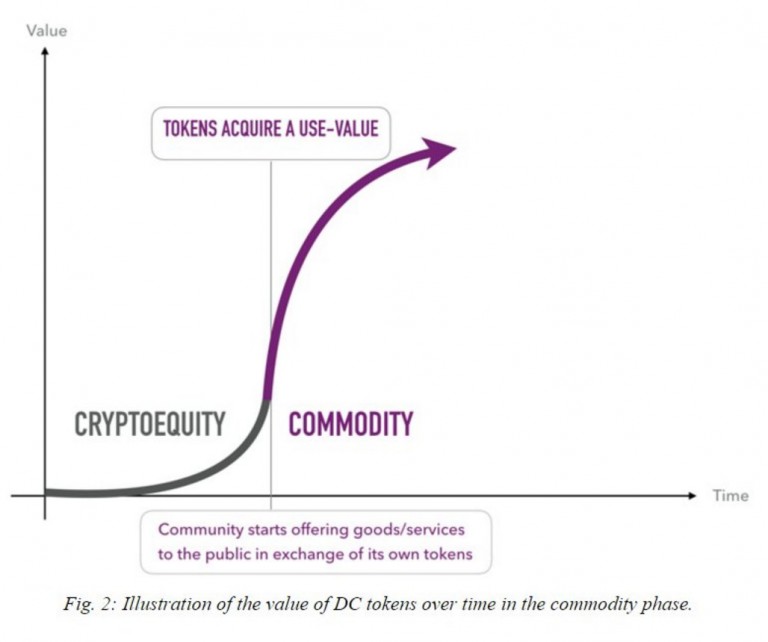 Value
TOKENS ACQUIRE A USE-VALUE
CRYPTOEQUITY
COMMODITY
Time
Community starts offering goods/services
to the public in exchange of its own tokens
Fig. 2: Illustration of the value of DC tokens over time in the commodity phase.